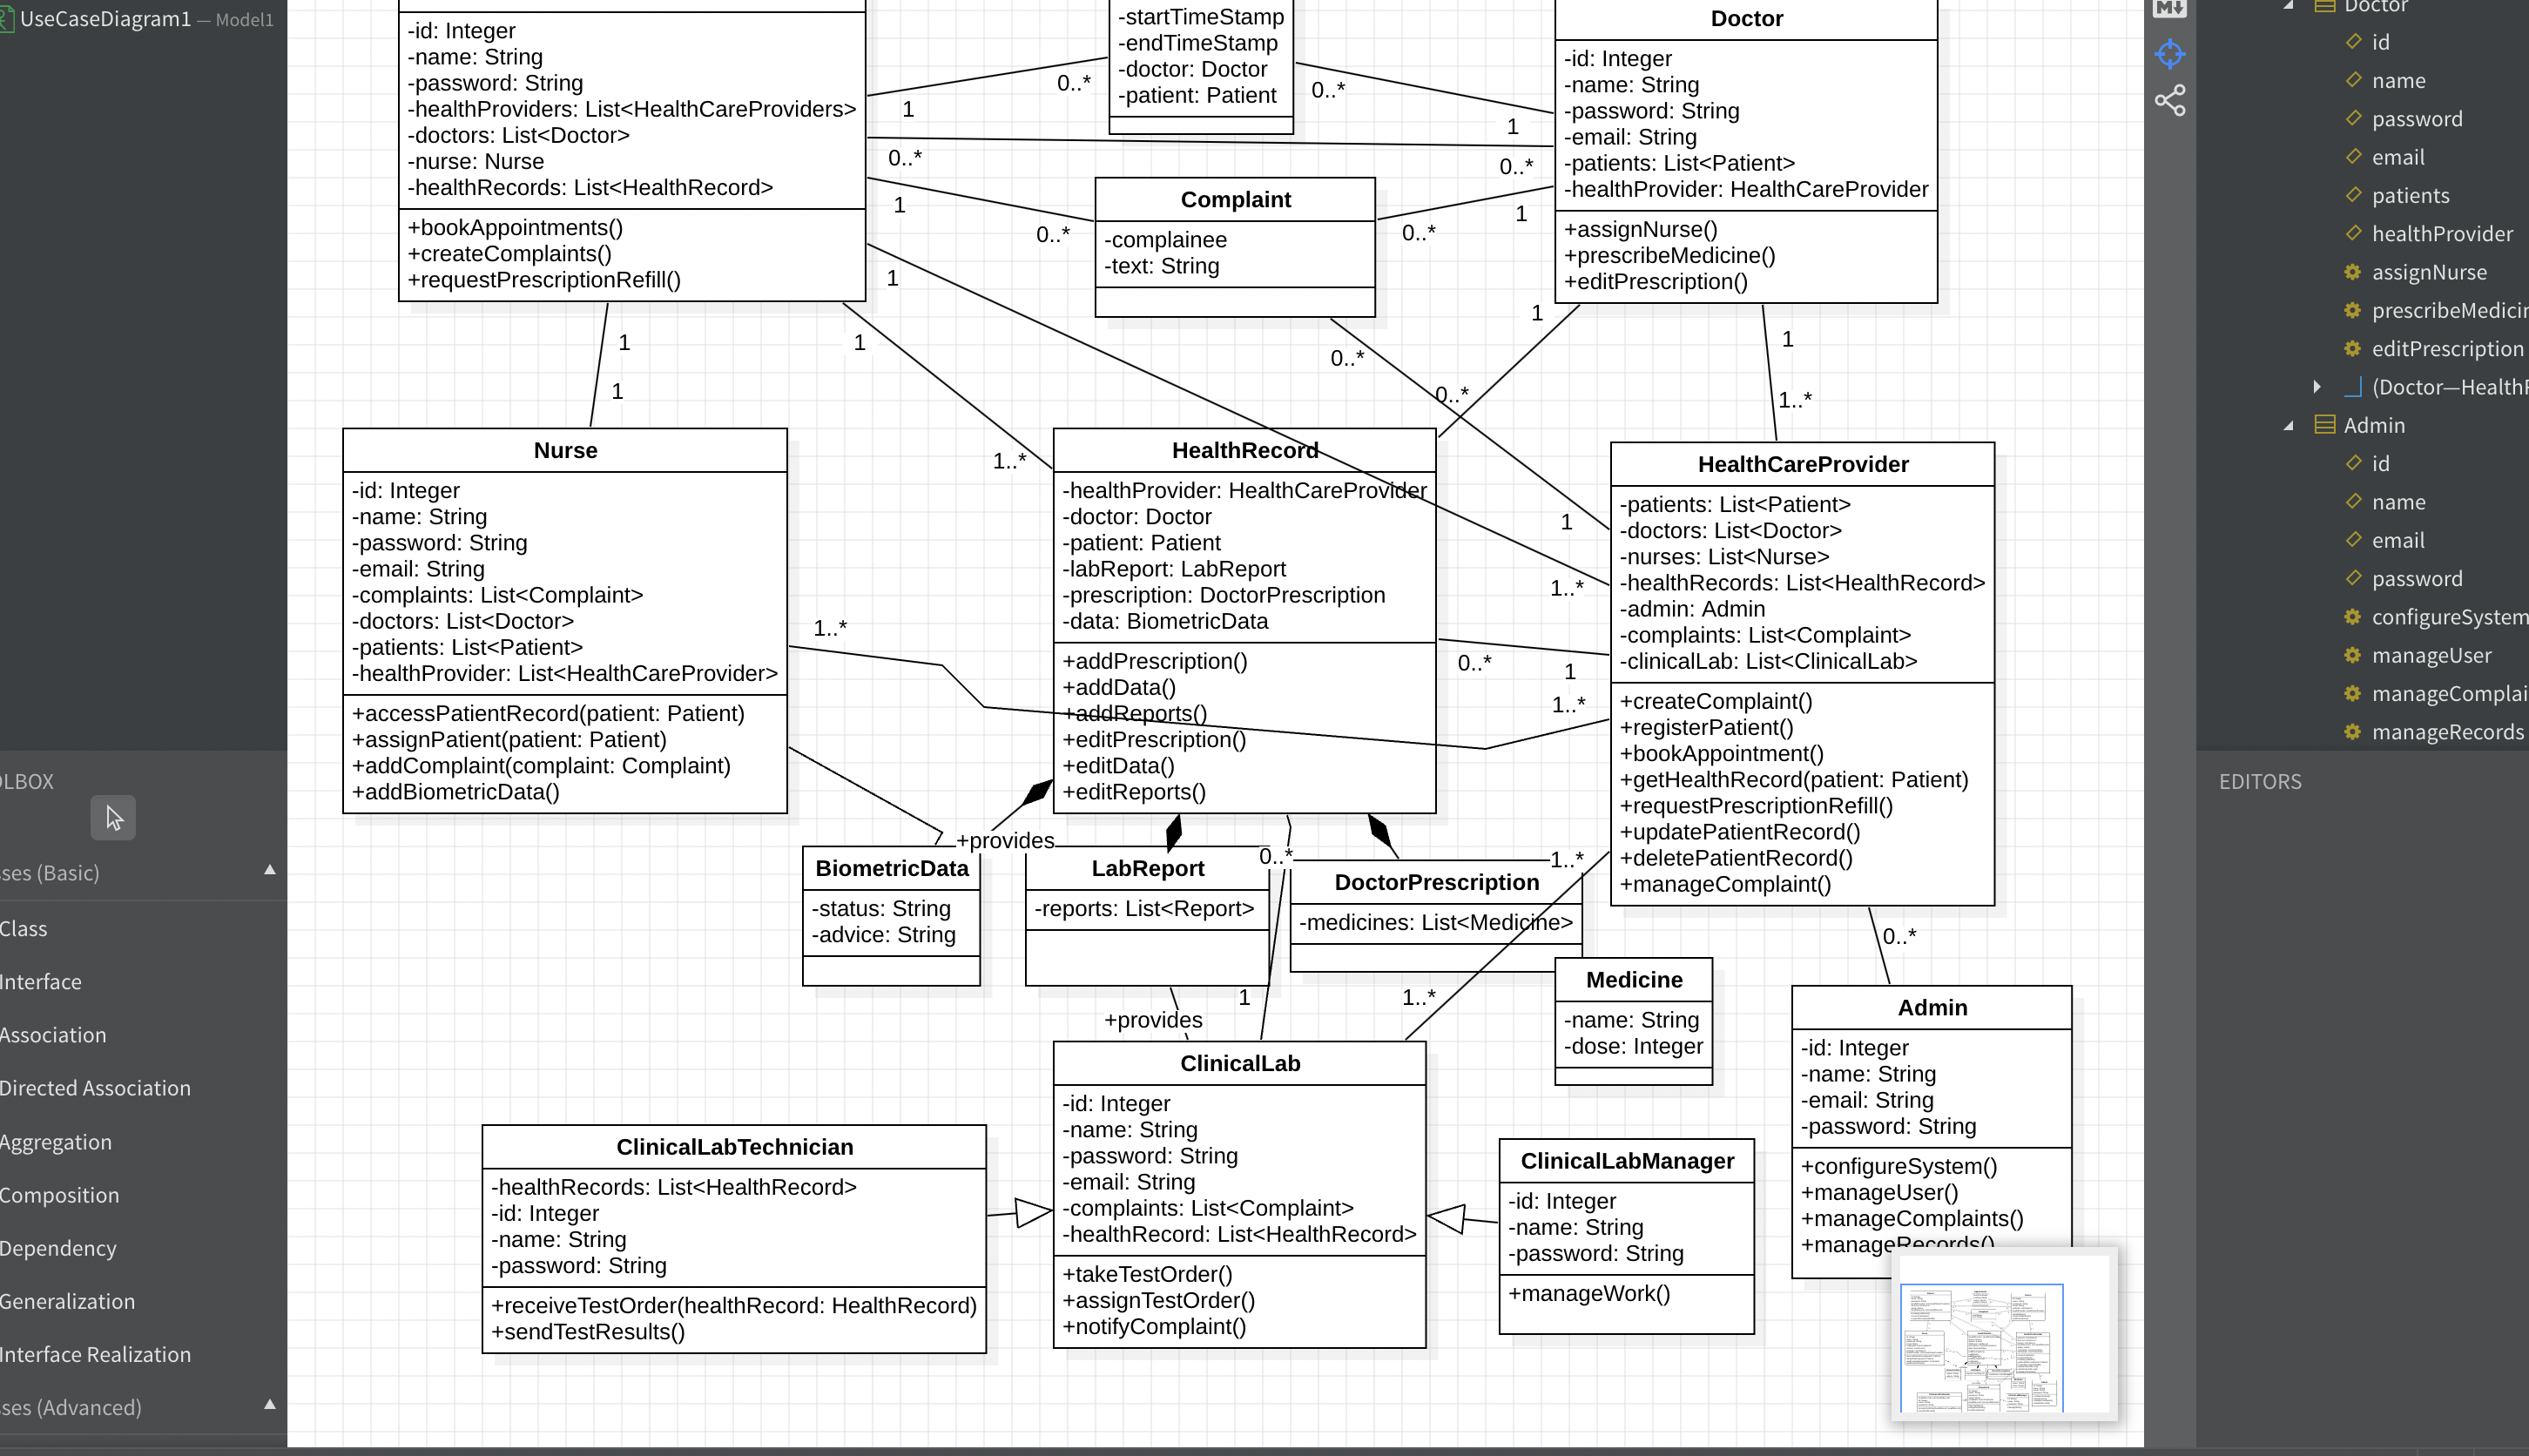 UseCaseDiagram1 — Model1
-id: Integer
-name: String
-password: String
-healthProviders: List<HealthCareProviders>
-doctors: List<Doctor>
-nurse: Nurse
-healthRecords: List<HealthRecord>
+bookAppointments()
+createComplaints()
+requestPrescriptionRefill()
-startTimeStamp
-endTimeStamp
-doctor: Doctor
-patient: Patient
Doctor
-id: Integer
-name: String
-password: String
-email: String
-patients: List<Patient>
-healthProvider: HealthCareProvider
+assignNurse()
+prescribeMedicine()
+editPrescription()
0..*
1
0..*
1
0..*
0..*
1
0..*
0..*
1
Complaint
-complainee
-text: String
1
1
1
1
0..*
0..*
1
1
1..*
1..*
Nurse
-id: Integer
-name: String
-password: String
-email: String
-complaints: List<Complaint>
-doctors: List<Doctor>
-patients: List<Patient>
-healthProvider: List<HealthCareProvider>
+accessPatientRecord(patient: Patient)
+assignPatient(patient: Patient)
+addComplaint(complaint: Complaint)
+addBiometricData()
HealthRecord
-healthProvider: HealthCareProvider
-doctor: Doctor
-patient: Patient
-labReport: LabReport
-prescription: DoctorPrescription
-data: BiometricData
+addPrescription()
+addData()
+addReports()
+editPrescription()
+editData()
+editReports()
HealthCareProvider
-patients: List<Patient>
-doctors: List<Doctor>
-nurses: List<Nurse>
-healthRecords: List<HealthRecord>
-admin: Admin
-complaints: List<Complaint>
-clinicalLab: List<ClinicalLab>
+createComplaint()
+registerPatient()
+bookAppointment()
+getHealthRecord(patient: Patient)
+requestPrescriptionRefill()
+updatePatientRecord()
+deletePatientRecord()
+manageComplaint()
1
1..*
1..*
0..*
1
1..*
+provides
0..*
1..*
BiometricData
-status: String
-advice: String
LabReport
-reports: List<Report>
DoctorPrescription
-medicines: List<Medicine>
0..*
1
1..*
+provides
Medicine
-name: String
-dose: Integer
Admin
-id: Integer
-name: String
-email: String
-password: String
+configureSystem()
+manageUser()
+manageComplaints()
+manageRecords()
ClinicalLab
-id: Integer
-name: String
-password: String
-email: String
-complaints: List<Complaint>
-healthRecord: List<HealthRecord>
+takeTestOrder()
+assignTestOrder()
+notifyComplaint()
ClinicalLabTechnician
-healthRecords: List<HealthRecord>
-id: Integer
-name: String
-password: String
+receiveTestOrder(healthRecord: HealthRecord)
+sendTestResults()
ClinicalLabManager
-id: Integer
-name: String
-password: String
+manageWork()
OLBOX
sses (Basic)
Class
Interface
Association
Directed Association
Aggregation
Composition
Dependency
Generalization
Interface Realization
sses (Advanced)
M
Doctor
id
name
password
email
patients
healthProvider
assignNurse
prescribeMedicin
editPrescription
(Doctor—HealthR
Admin
id
name
email
password
configureSystem
manageUser
manageComplai
manageRecords
EDITORS